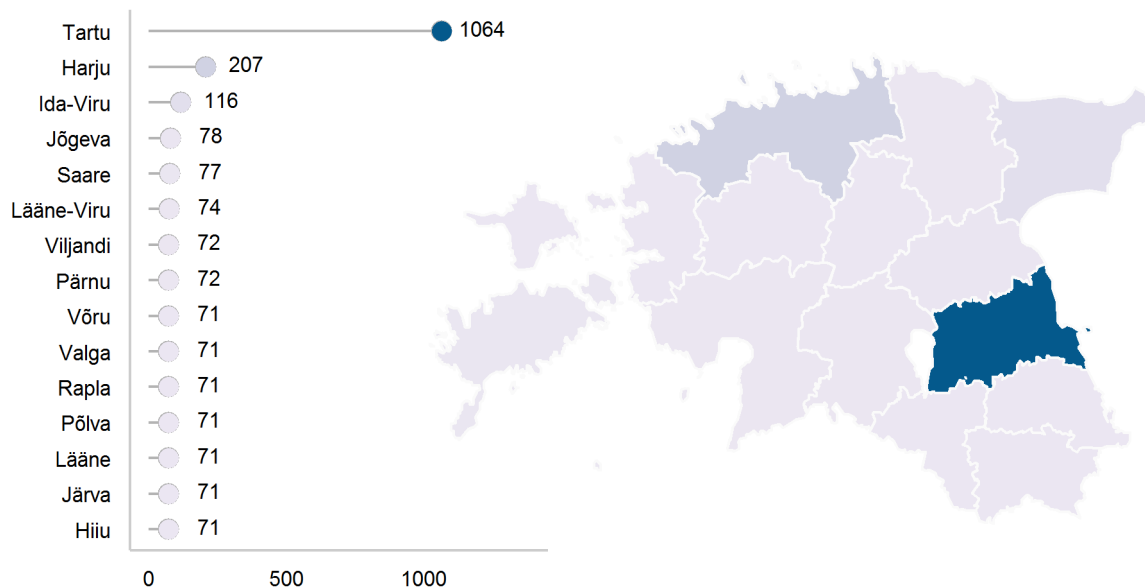 Tartu 1064
Harju 207
Ida-Viru 116
Jõgeva 78
Saare 77
Lääne-Viru 74
Viljandi 72
Pärnu 72
Võru 71
Valga 71
Rapla 71
Põlva 71
Lääne 71
Järva 71
Hiiu 71
0 500 1000